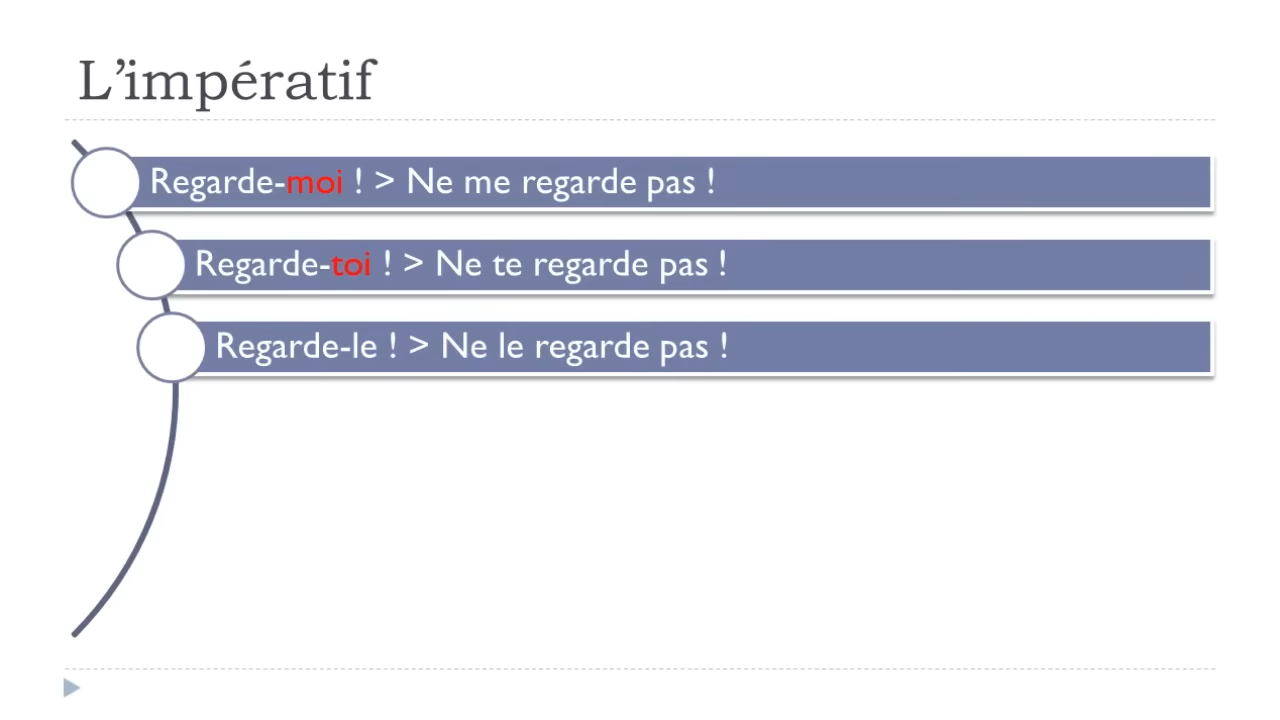 L’impératif
Regarde-moi ! > Ne me regarde pas !
Regarde-toi ! > Ne te regarde pas !
Regarde-le ! > Ne le regarde pas !